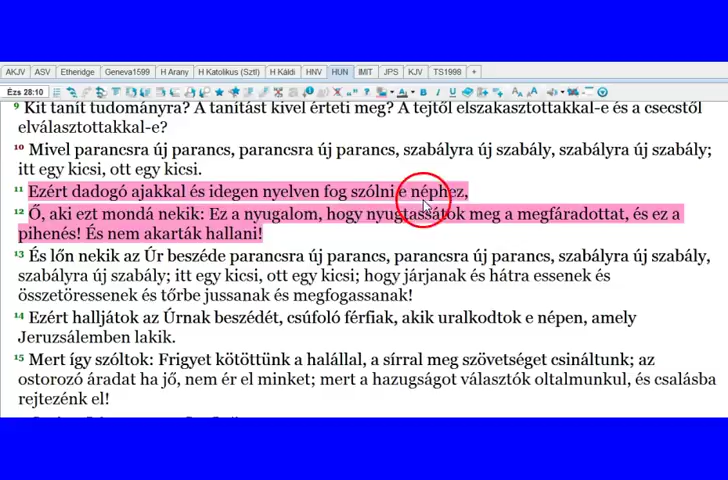 AKJV ASV Etheridge Geneva1599 H Arany H Katolikus (Sztl) H Káldi HNV HUN IMIT JPS KJV TS1998 +
Ézs 28:10
9 Kit tanít tudományra? A tanítást kivel érteti meg? A tejtől elszakasztottakkal-e és a csecstől
elválasztottakkal-e?
10 Mivel parancsra új parancs, parancsra új parancs, szabályra új szabály, szabályra új szabály;
itt egy kicsi, ott egy kicsi.
11 Ezért dadogó ajakkal és idegen nyelven fog szólni e néphez,
12 Ő, aki ezt mondá nekik: Ez a nyugalom, hogy nyugtassátok meg a megfáradottat, és ez a
pihenés! És nem akarták hallani!
13 És lőn nekik az Úr beszéde parancsra új parancs, parancsra új parancs, szabályra új szabály,
szabályra új szabály; itt egy kicsi, ott egy kicsi; hogy járjanak és hátra essenek és
összetöressenek és tőrbe jussanak és megfogassanak!
14 Ezért halljátok az Úrnak beszédét, csúfoló férfiak, akik uralkodtok e népen, amely
Jeruzsálemben lakik.
15 Mert így szóltok: Frigyet kötöttünk a halállal, a sírral meg szövetséget csináltunk; az
ostorozó áradat ha jő, nem ér el minket; mert a hazugságot választók oltalmunkul, és csalásba
rejtezénk el!